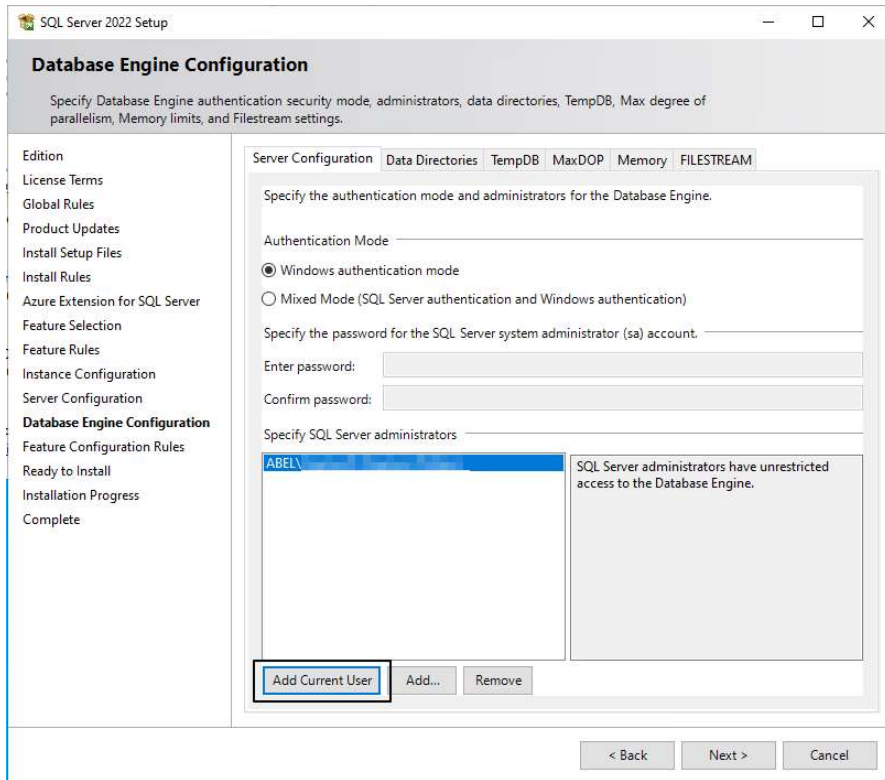 SQL Server 2022 Setup
Database Engine Configuration
Specify Database Engine authentication security mode, administrators, data directories, TempDB, Max degree of
parallelism, Memory limits, and Filestream settings.
Edition
License Terms
Global Rules
Product Updates
Install Setup Files
Install Rules
Azure Extension for SQL Server
Feature Selection
Feature Rules
Instance Configuration
Server Configuration
Database Engine Configuration
Feature Configuration Rules
Ready to Install
Installation Progress
Complete
Server Configuration Data Directories TempDB MaxDOP Memory FILESTREAM
Specify the authentication mode and administrators for the Database Engine.
Authentication Mode
Windows authentication mode
Mixed Mode (SQL Server authentication and Windows authentication)
Specify the password for the SQL Server system administrator (sa) account.
Enter password:
Confirm password:
Specify SQL Server administrators
ABEL\
SQL Server administrators have unrestricted
access to the Database Engine.
Add Current User Add... Remove
< Back Next > Cancel